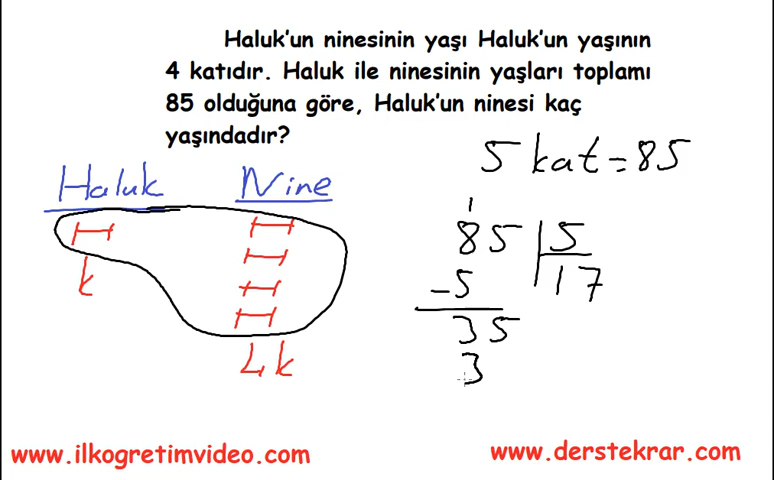 Haluk'un ninesinin yaşı Haluk'un yaşının
4 katıdır. Haluk ile ninesinin yaşları toplamı
85 olduğuna göre, Haluk'un ninesi kaç
yaşındadır?
5 kat = 85
Haluk Nine
k
4k
1
85 5
17
-5
35
3
www.ilkogretimvideo.com
www.derstekrar.com